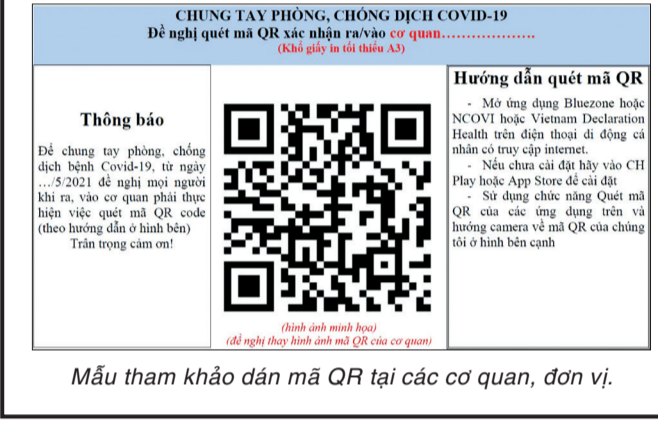 CHUNG TAY PHÒNG, CHỐNG DỊCH COVID-19
Đề nghị quét mã QR xác nhận ra/vào cơ quan.....................
(Khổ giấy in tối thiểu A3)
Thông báo
Để chung tay phòng, chống
dịch bệnh Covid-19, từ ngày
.../5/2021 đề nghị mọi người
khi ra, vào cơ quan phải thực
hiện việc quét mã QR code
(theo hướng dẫn ở hình bên)
Trân trọng cảm ơn!
(hình ảnh minh họa)
(đề nghị thay hình ảnh mã QR của cơ quan)
Hướng dẫn quét mã QR
- Mở ứng dụng Bluezone hoặc
NCOVI hoặc Vietnam Declaration
Health trên điện thoại di động cá
nhân có truy cập internet.
- Nếu chưa cài đặt hãy vào CH
Play hoặc App Store để cài đặt
- Sử dụng chức năng Quét mã
QR của các ứng dụng trên và
hướng camera về mã QR của chúng
tôi ở hình bên cạnh
Mẫu tham khảo dán mã QR tại các cơ quan, đơn vị.